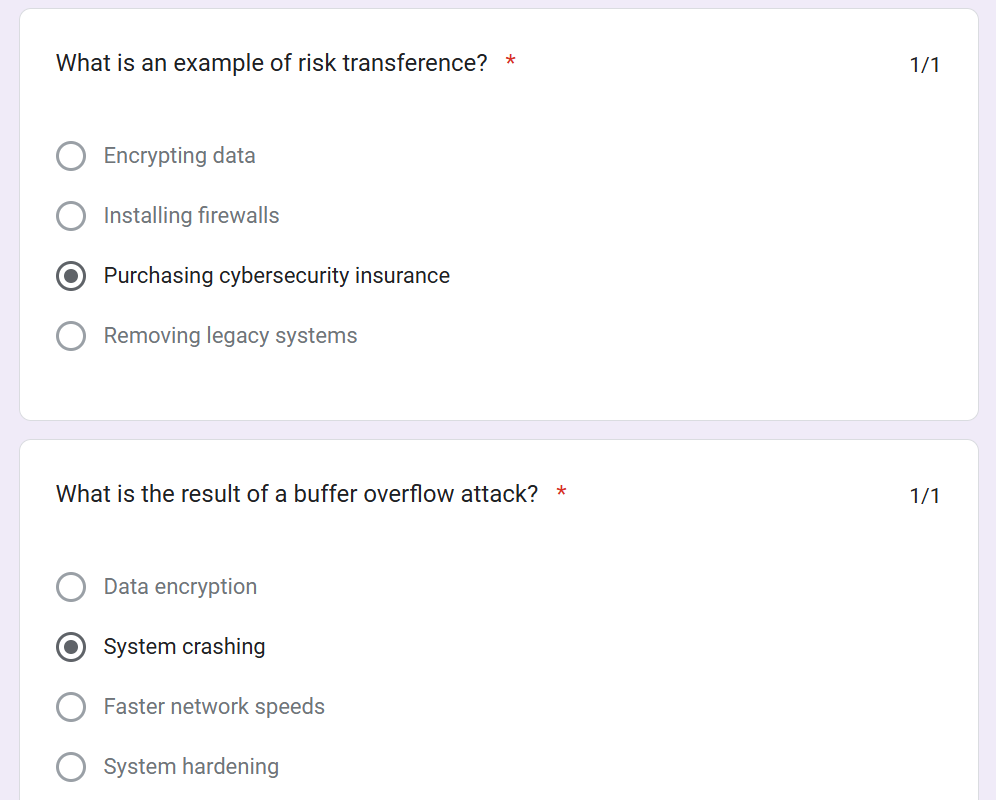 What is an example of risk transference? *
1/1
Encrypting data
Installing firewalls
Purchasing cybersecurity insurance
Removing legacy systems
What is the result of a buffer overflow attack? *
1/1
Data encryption
System crashing
Faster network speeds
System hardening